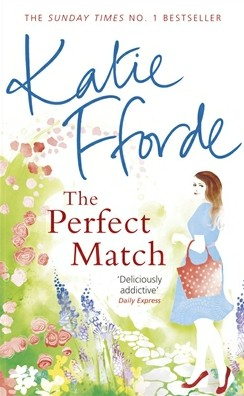 THE SUNDAY TIMES NO. 1 BESTSELLER
Katie
Fforde
The
Perfect
Match
'Deliciously
addictive'
Daily Express